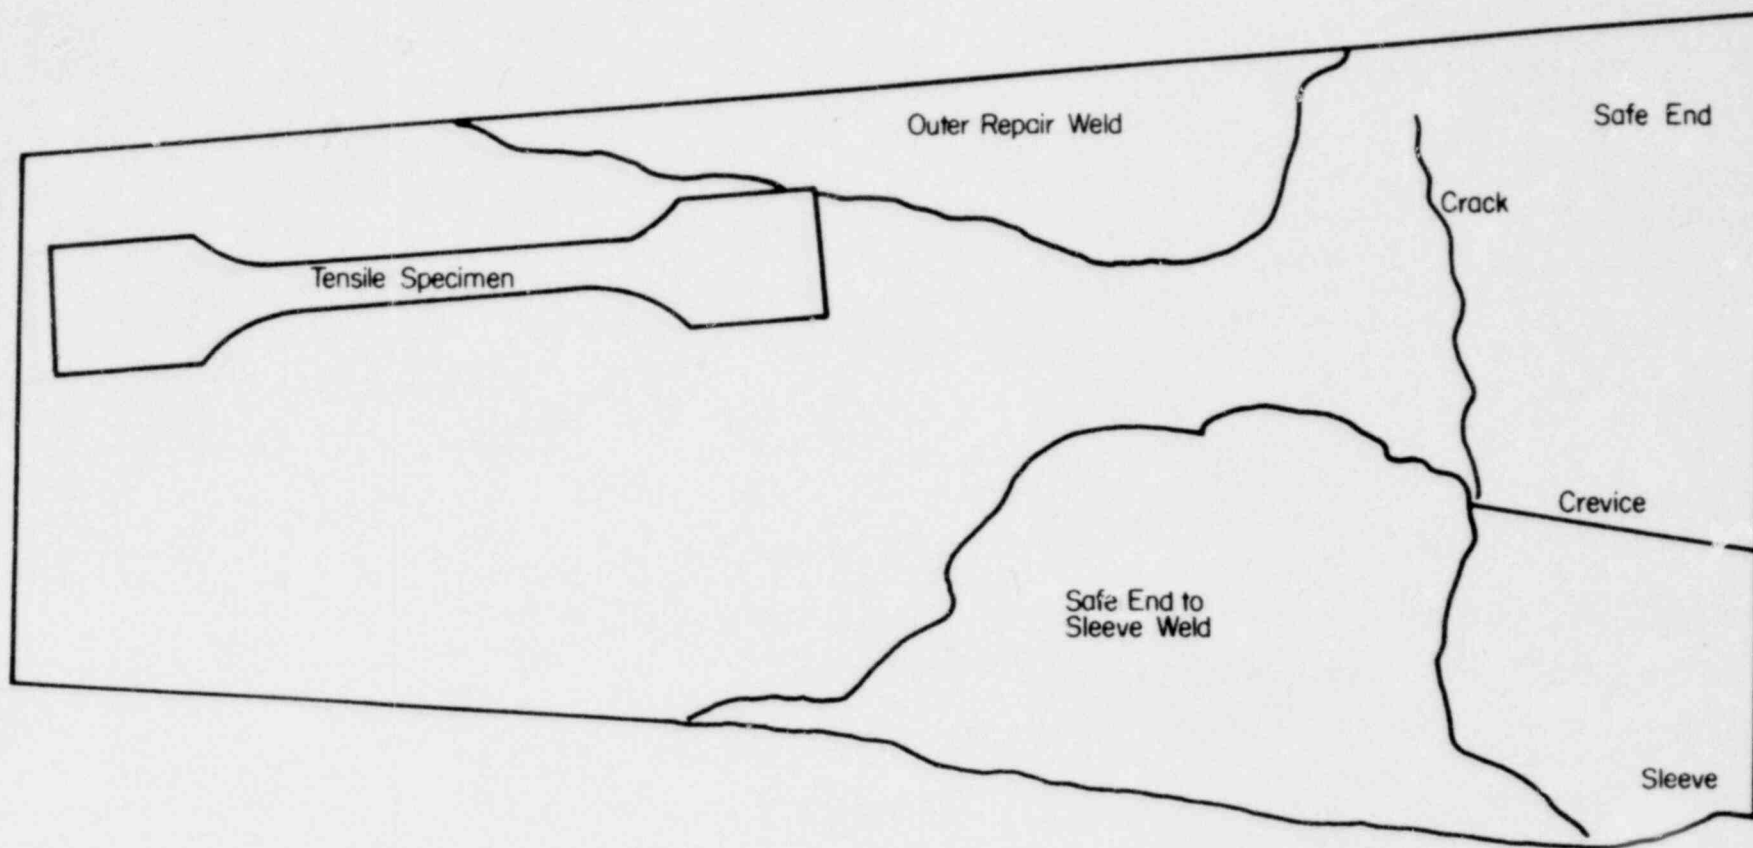 Outer Repair Weld
Safe End
Crack
Tensile Specimen
Crevice
Safe End to
Sleeve Weld
Sleeve